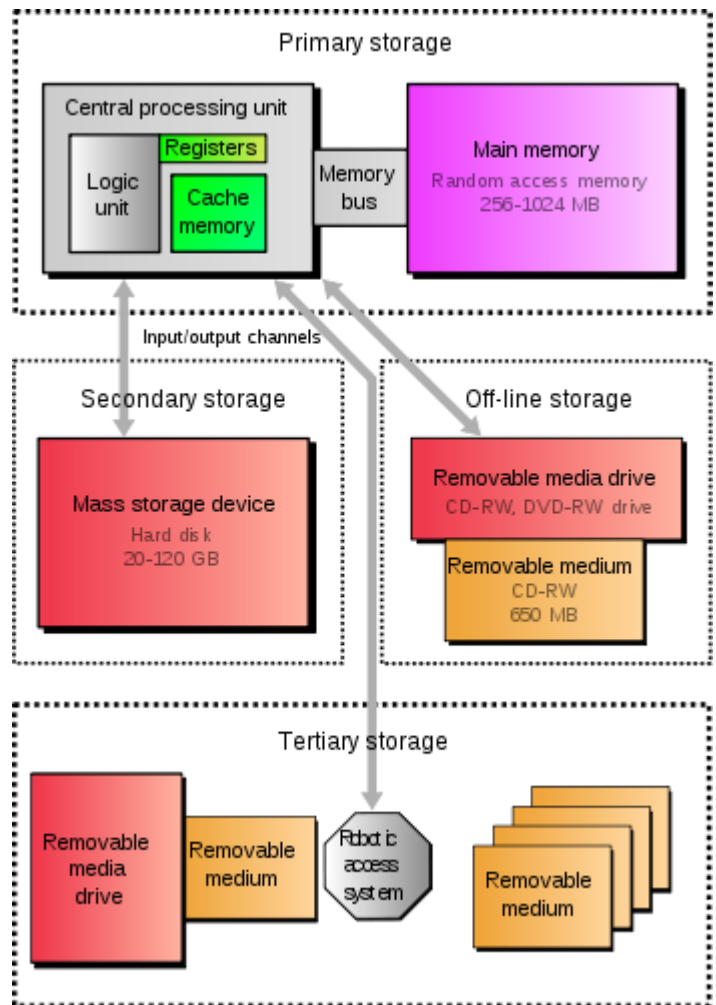 Primary storage
Central processing unit
Registers
Logic
unit
Cache
memory
Memory
bus
Main memory
Random access memory
256-1024 MB
Input/output channels
Secondary storage
Mass storage device
Hard disk
20-120 GB
Off-line storage
Removable media drive
CD-RW, DVD-RW drive
Removable medium
CD-RW
650 MB
Tertiary storage
Removable
media
drive
Removable
medium
Robotic
access
system
Removable
medium